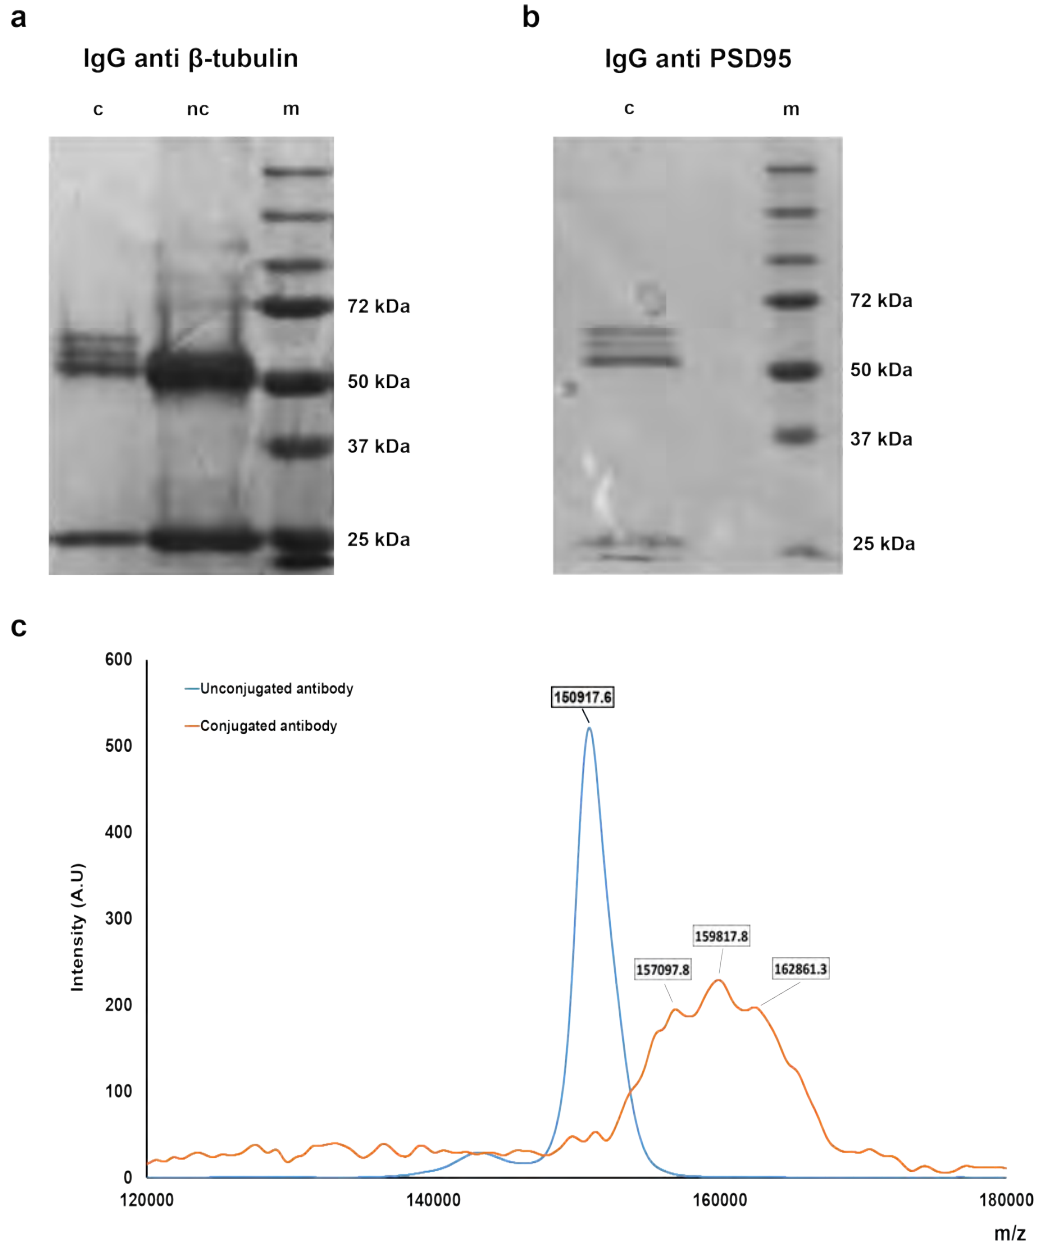 a
IgG anti β-tubulin
c nc m
72 kDa
50 kDa
37 kDa
25 kDa
b
IgG anti PSD95
c m
72 kDa
50 kDa
37 kDa
25 kDa
c
600
500
400
300
200
100
0
Intensity (A.U)
Unconjugated antibody
Conjugated antibody
150917.6
157097.8
159817.8
162861.3
120000 140000 160000 180000
m/z